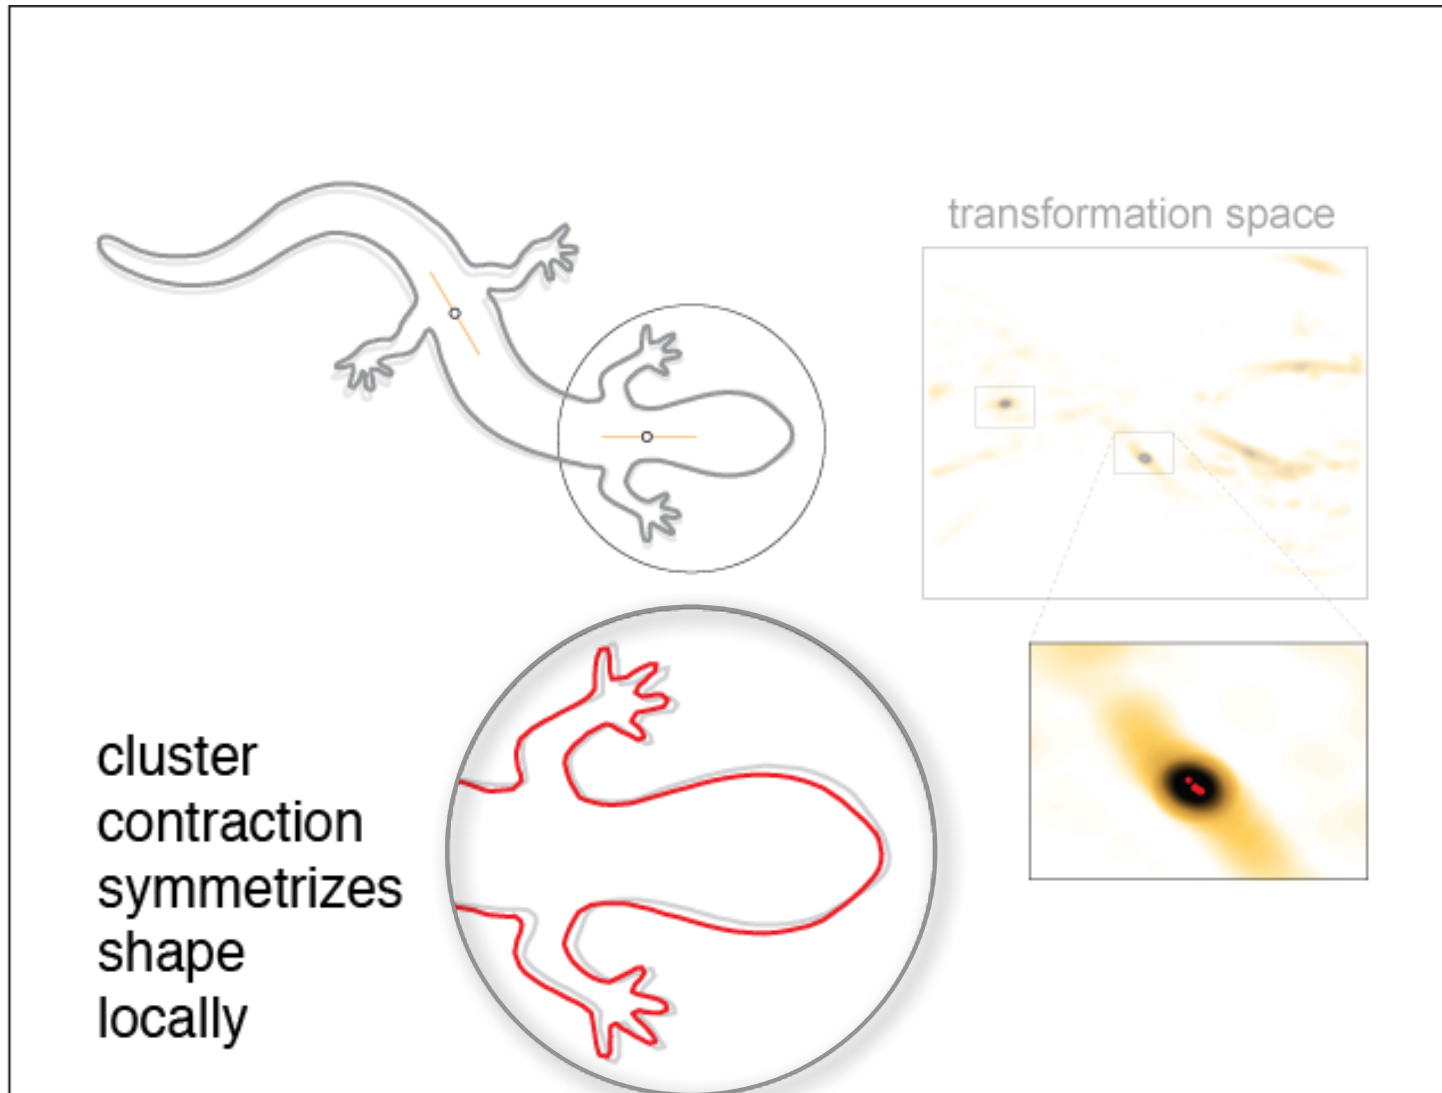 transformation space
cluster
contraction
symmetrizes
shape
locally